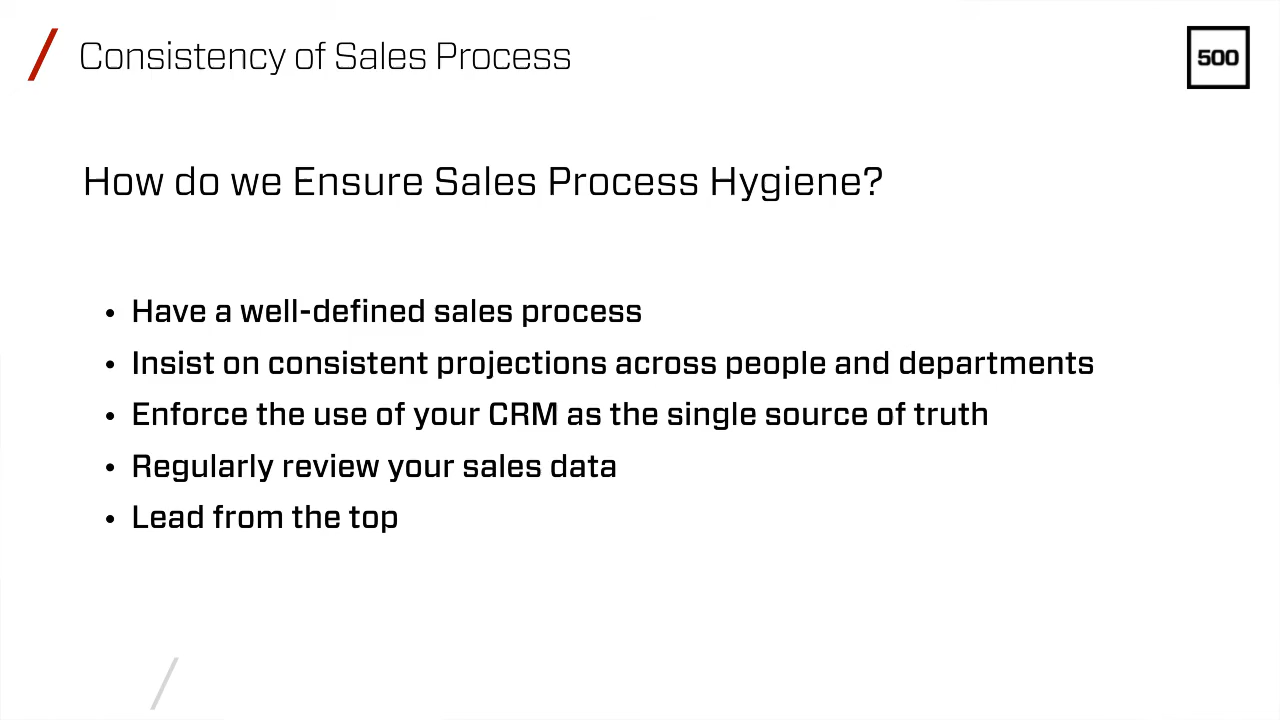 Consistency of Sales Process
500
How do we Ensure Sales Process Hygiene?
• Have a well-defined sales process
• Insist on consistent projections across people and departments
• Enforce the use of your CRM as the single source of truth
• Regularly review your sales data
• Lead from the top